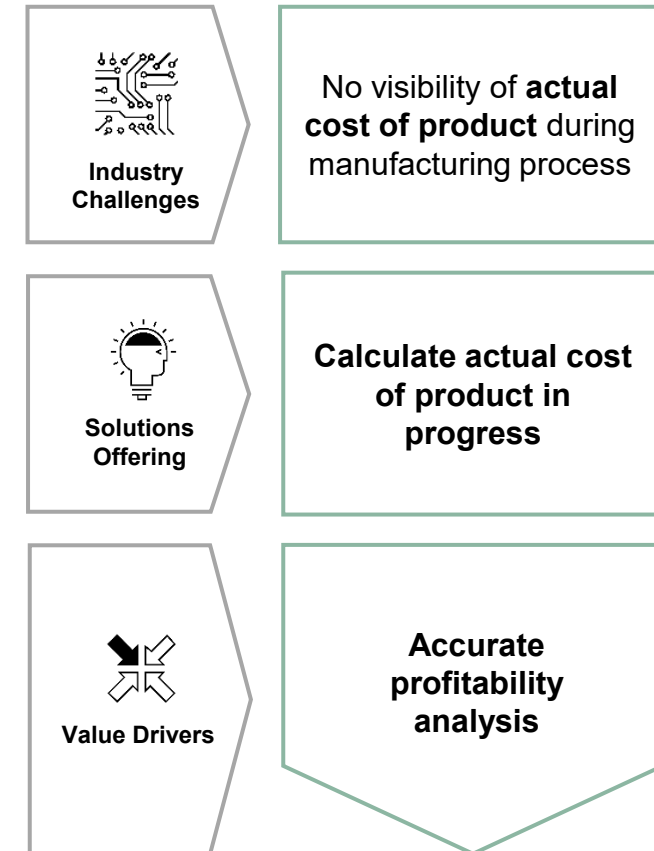 Industry
Challenges
No visibility of actual
cost of product during
manufacturing process
Solutions
Offering
Calculate actual cost
of product in
progress
Value Drivers
Accurate
profitability
analysis